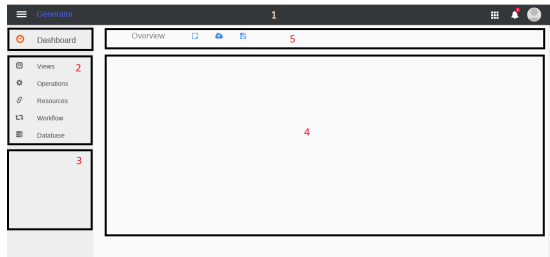 Generator 1
Dashboard
Overview 5
Views 2
Operations
Resources
Workflow
Database
3
4